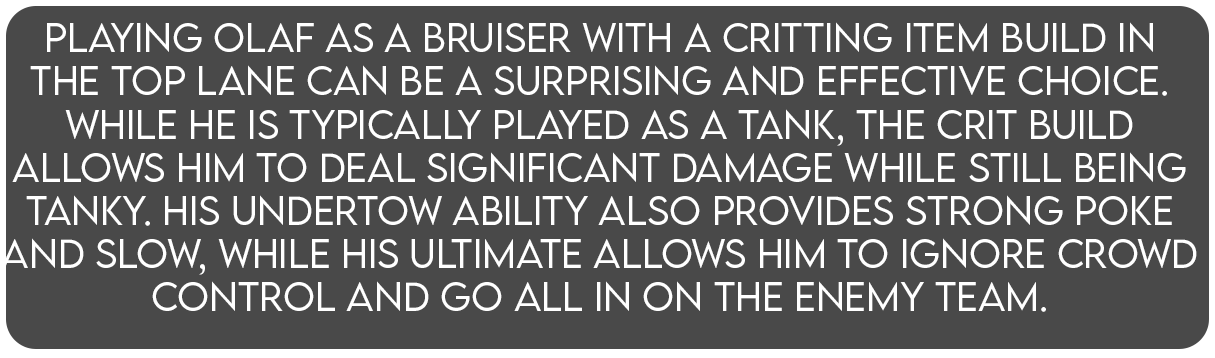 PLAYING OLAF AS A BRUISER WITH A CRITTING ITEM BUILD IN
THE TOP LANE CAN BE A SURPRISING AND EFFECTIVE CHOICE.
WHILE HE IS TYPICALLY PLAYED AS A TANK, THE CRIT BUILD
ALLOWS HIM TO DEAL SIGNIFICANT DAMAGE WHILE STILL BEING
TANKY. HIS UNDERTOW ABILITY ALSO PROVIDES STRONG POKE
AND SLOW, WHILE HIS ULTIMATE ALLOWS HIM TO IGNORE CROWD
CONTROL AND GO ALL IN ON THE ENEMY TEAM.